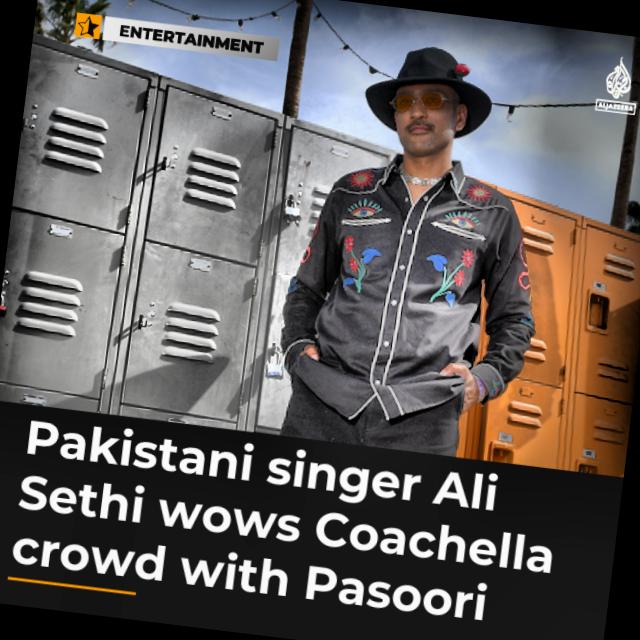 ENTERTAINMENT
ALJAZEERA
Pakistani singer Ali
Sethi wows Coachella
crowd with Pasoori